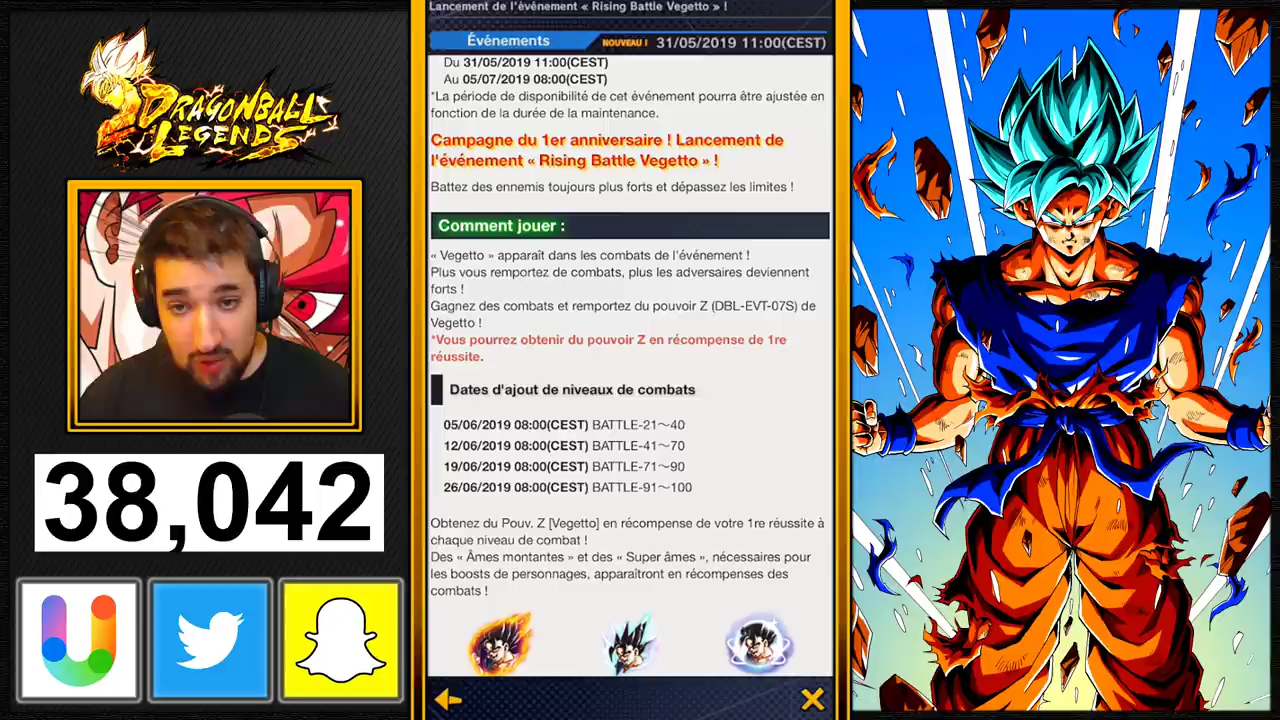 Lancement de l'événement « Rising Battle Vegetto » !
Événements
NOUVEAU ! 31/05/2019 11:00(CEST)
Du 31/05/2019 11:00(CEST)
Au 05/07/2019 08:00(CEST)
*La période de disponibilité de cet événement pourra être ajustée en
fonction de la durée de la maintenance.
Campagne du 1er anniversaire ! Lancement de
l'événement « Rising Battle Vegetto » !
Battez des ennemis toujours plus forts et dépassez les limites !
Comment jouer :
« Vegetto » apparaît dans les combats de l'événement !
Plus vous remportez de combats, plus les adversaires deviennent
forts !
Gagnez des combats et remportez du pouvoir Z (DBL-EVT-07S) de
Vegetto !
*Vous pourrez obtenir du pouvoir Z en récompense de 1re
réussite.
Dates d'ajout de niveaux de combats
05/06/2019 08:00(CEST) BATTLE-21～40
12/06/2019 08:00(CEST) BATTLE-41～70
19/06/2019 08:00(CEST) BATTLE-71～90
26/06/2019 08:00(CEST) BATTLE-91～100
Obtenez du Pouv. Z [Vegetto] en récompense de votre 1re réussite à
chaque niveau de combat !
Des « Âmes montantes » et des « Super âmes », nécessaires pour
les boosts de personnages, apparaîtront en récompenses des
combats !
DRAGONBALL
LEGENDS
38,042